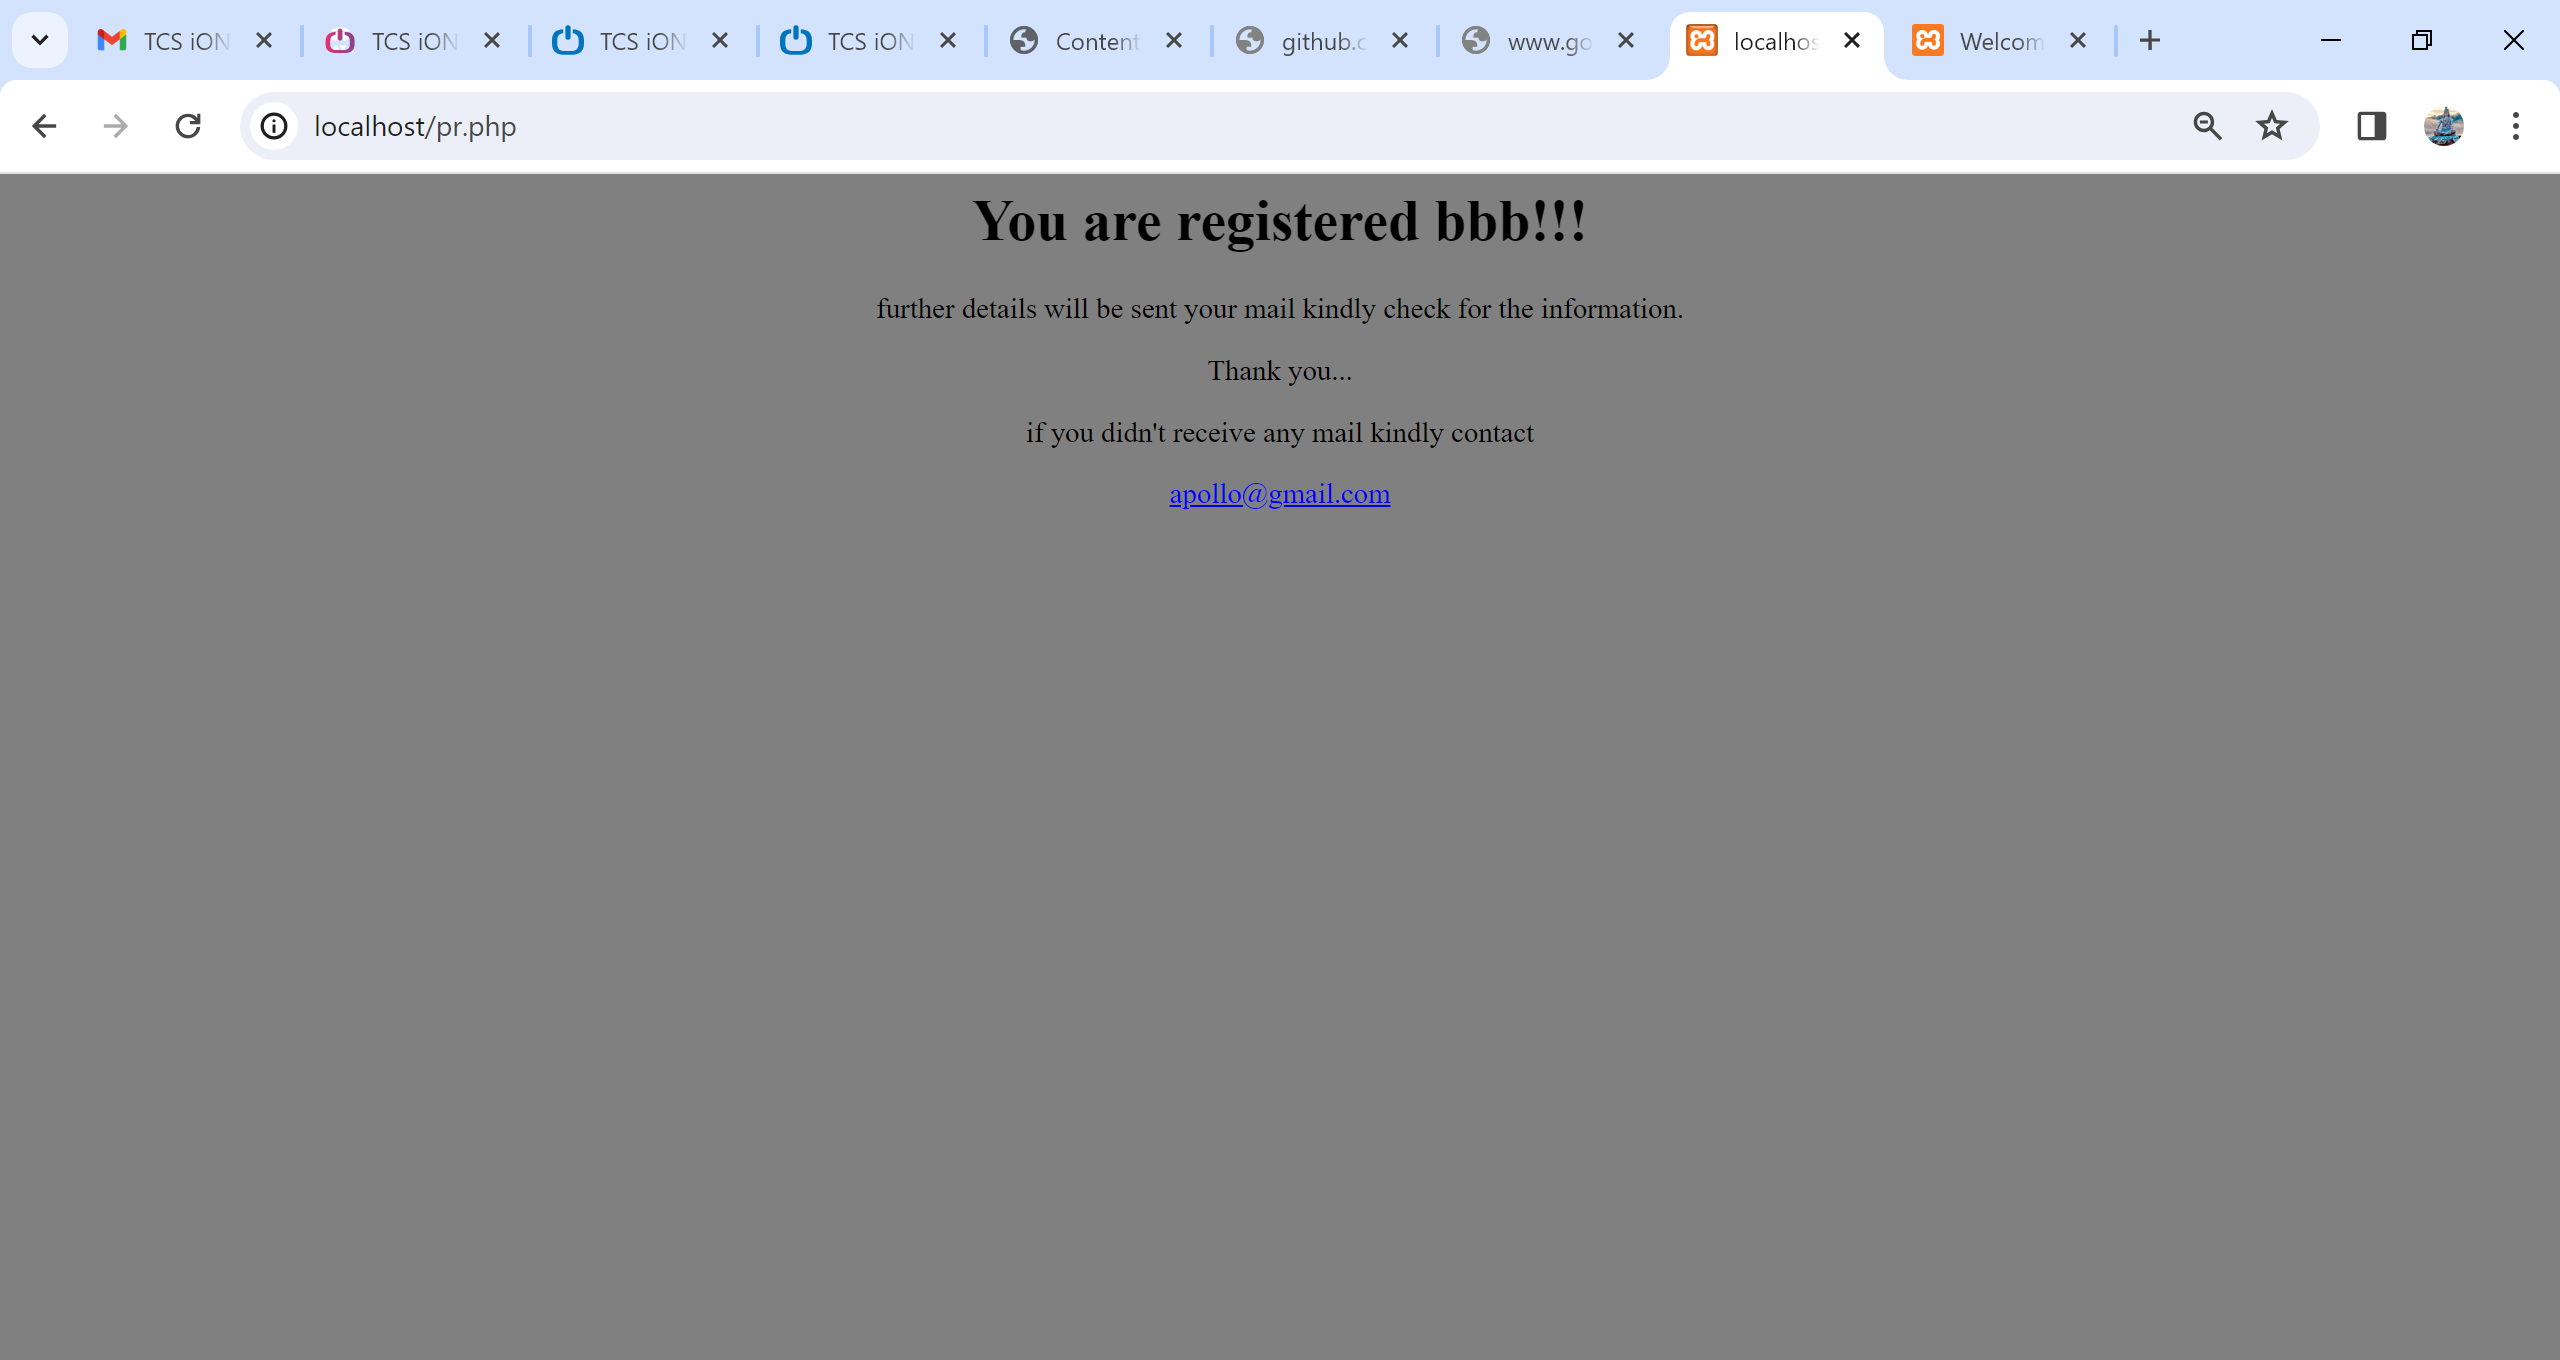 TCS iON
TCS iON
TCS iON
TCS iON
Content
github.c
www.go
localhos
Welcom
localhost/pr.php
You are registered bbb!!!
further details will be sent your mail kindly check for the information.
Thank you...
if you didn't receive any mail kindly contact
apollo@gmail.com